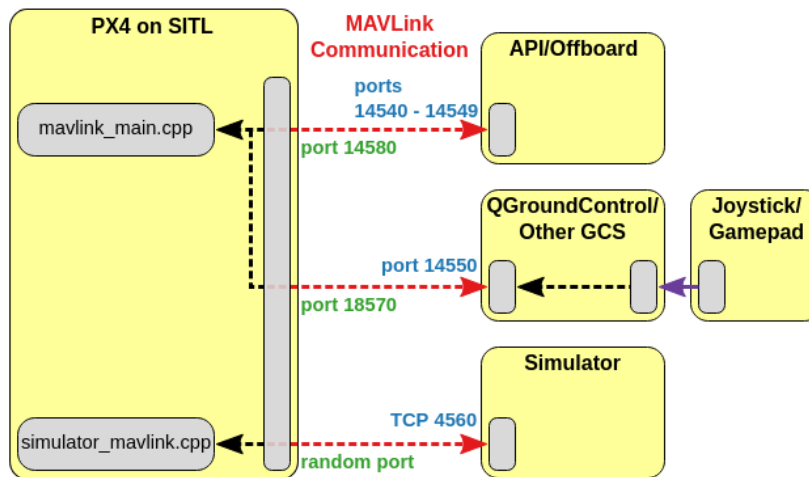 PX4 on SITL
MAVLink
Communication
API/Offboard
ports
14540 - 14549
mavlink_main.cpp
port 14580
QGroundControl/
Other GCS
Joystick/
Gamepad
port 14550
port 18570
Simulator
TCP 4560
simulator_mavlink.cpp
random port